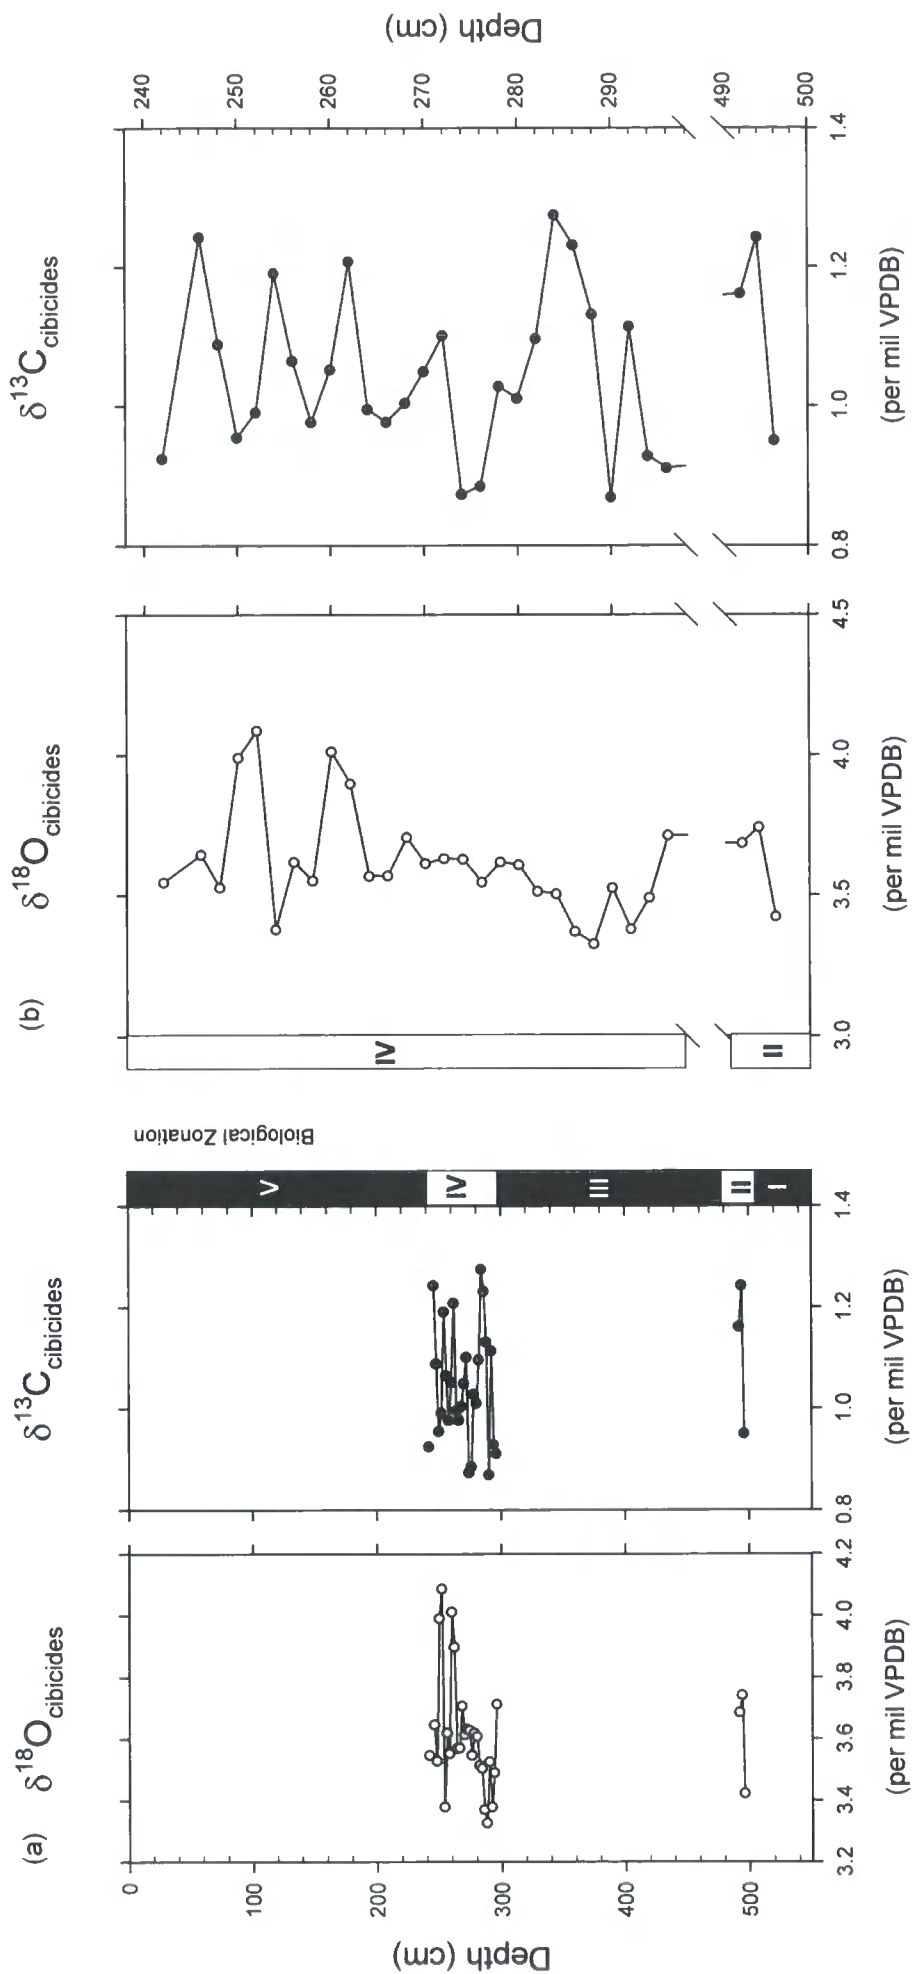 (a) δ18Ocibicides
δ13Ccibicides
0
100
200
300
400
500
Depth (cm)
3.2 3.4 3.6 3.8 4.0 4.2
(per mil VPDB)
0.8 1.0 1.2 1.4
(per mil VPDB)
V
IV
III
II
I
Biological Zonation
(b) δ18Ocibicides
δ13Ccibicides
IV
II
3.0 3.5 4.0 4.5
(per mil VPDB)
0.8 1.0 1.2 1.4
(per mil VPDB)
240
250
260
270
280
290
490
500
Depth (cm)